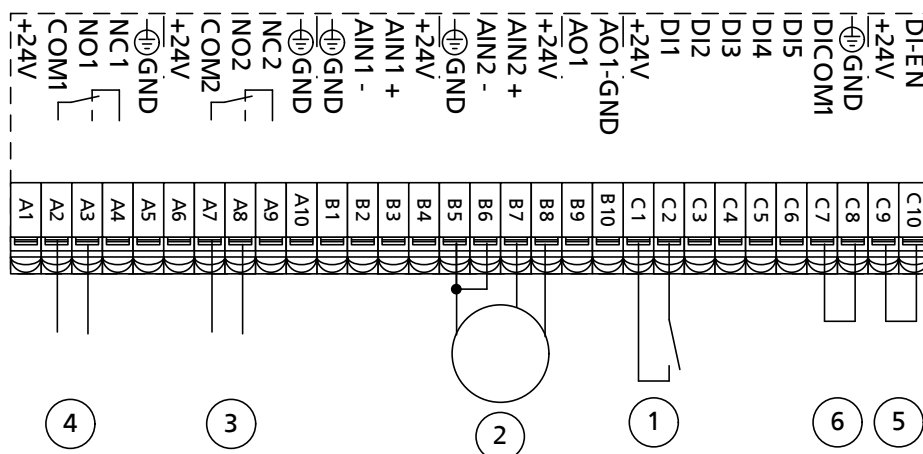 +24V
COM1
NO1
NC1
GND
+24V
COM2
NO2
NC2
GND
GND
AIN1 -
AIN1 +
+24V
GND
AIN2 -
AIN2 +
+24V
AO1
AO1-GND
+24V
DI1
DI2
DI3
DI4
DI5
DICOM1
GND
+24V
DI-EN
A1
A2
A3
A4
A5
A6
A7
A8
A9
A10
B1
B2
B3
B4
B5
B6
B7
B8
B9
B10
C1
C2
C3
C4
C5
C6
C7
C8
C9
C10
4
3
2
1
6
5